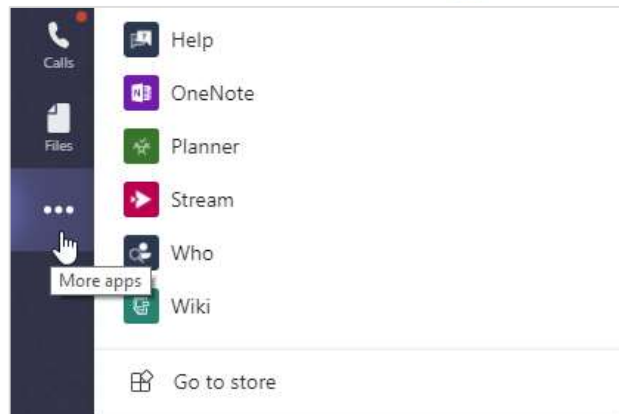 Calls
Files
More apps
Help
OneNote
Planner
Stream
Who
Wiki
Go to store